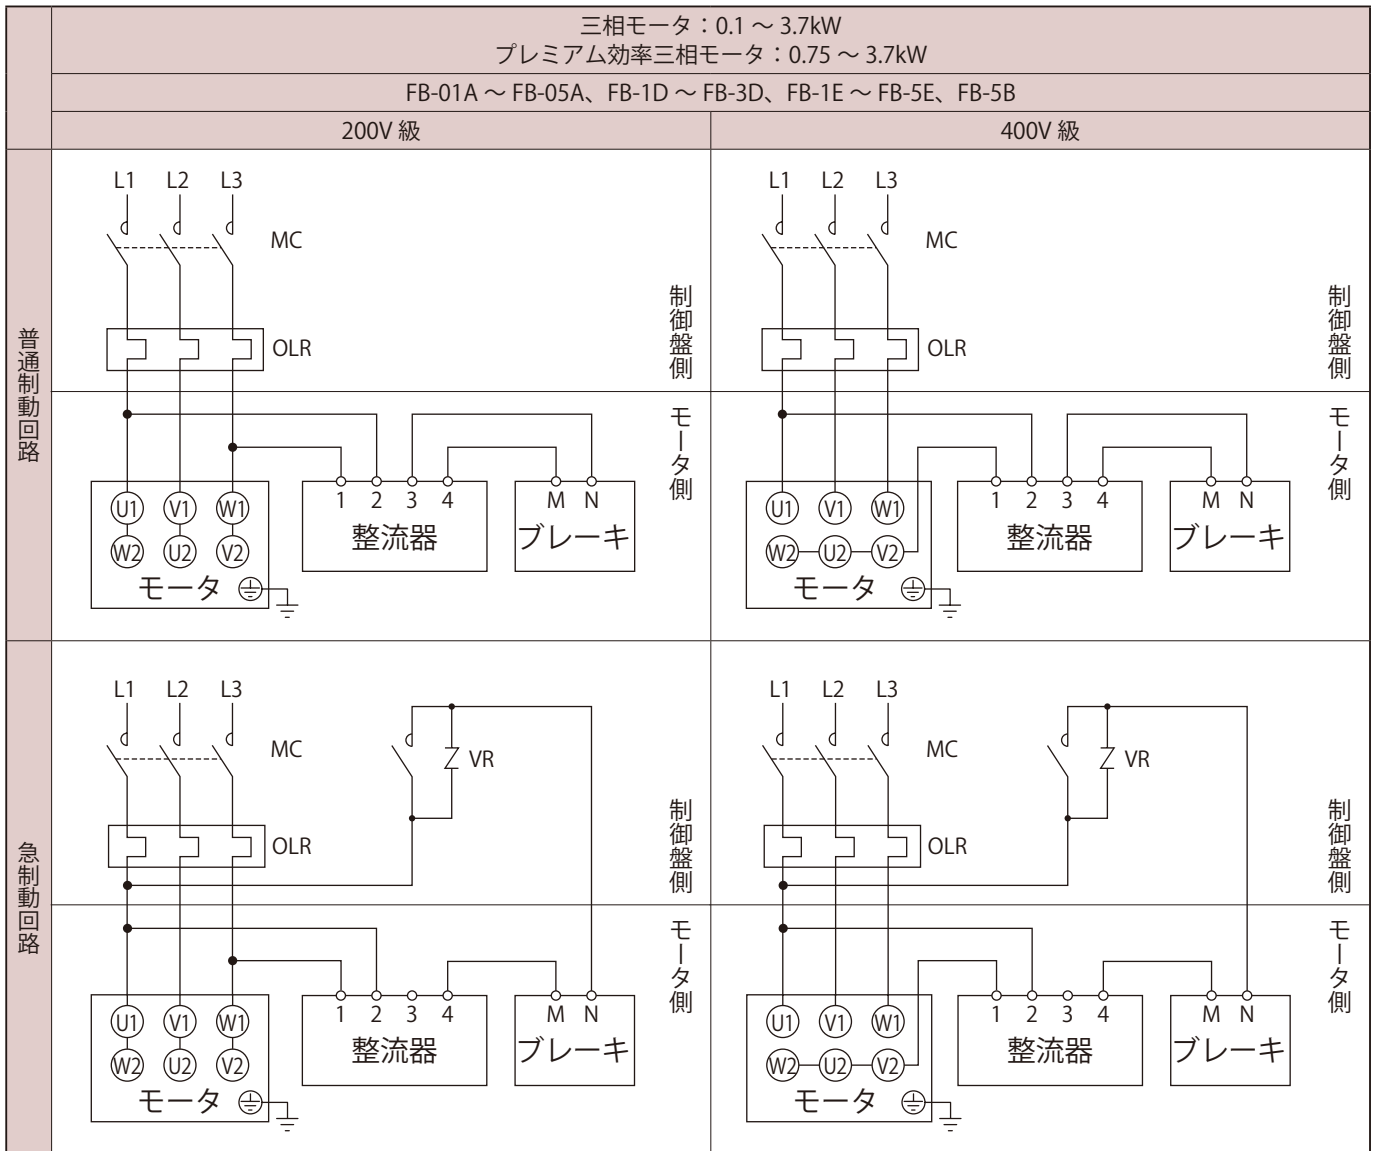 三相モータ：0.1 ～ 3.7kW
プレミアム効率三相モータ：0.75 ～ 3.7kW
FB-01A ～ FB-05A、FB-1D ～ FB-3D、FB-1E ～ FB-5E、FB-5B
200V 級
400V 級
普通制動回路
L1 L2 L3
MC
OLR
制御盤側
モータ側
1 2 3 4
M N
U1 V1 W1
整流器
ブレーキ
W2 U2 V2
モータ
L1 L2 L3
MC
OLR
制御盤側
モータ側
1 2 3 4
M N
U1 V1 W1
整流器
ブレーキ
W2 U2 V2
モータ
急制動回路
L1 L2 L3
MC
VR
OLR
制御盤側
モータ側
1 2 3 4
M N
U1 V1 W1
整流器
ブレーキ
W2 U2 V2
モータ
L1 L2 L3
MC
VR
OLR
制御盤側
モータ側
1 2 3 4
M N
U1 V1 W1
整流器
ブレーキ
W2 U2 V2
モータ